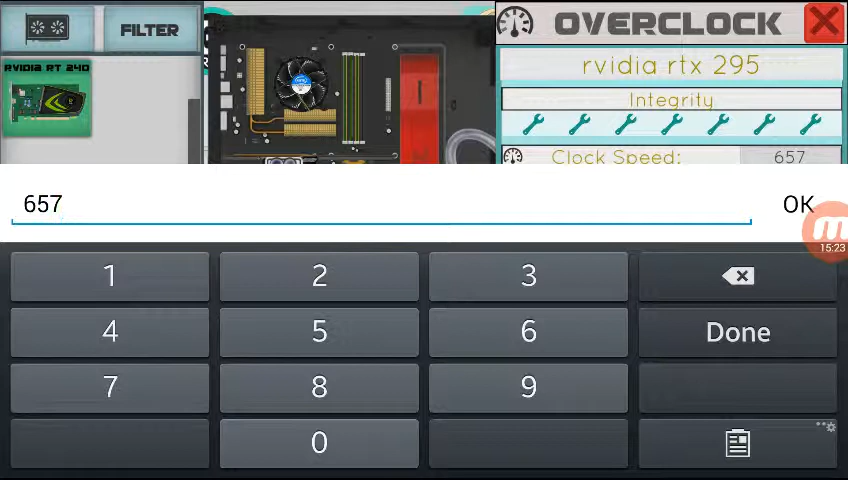 FILTER
RVIDIA RT 240
OVERCLOCK
rvidia rtx 295
Integrity
Clock Speed: 657
657 OK
15:23
1 2 3
4 5 6 Done
7 8 9
0